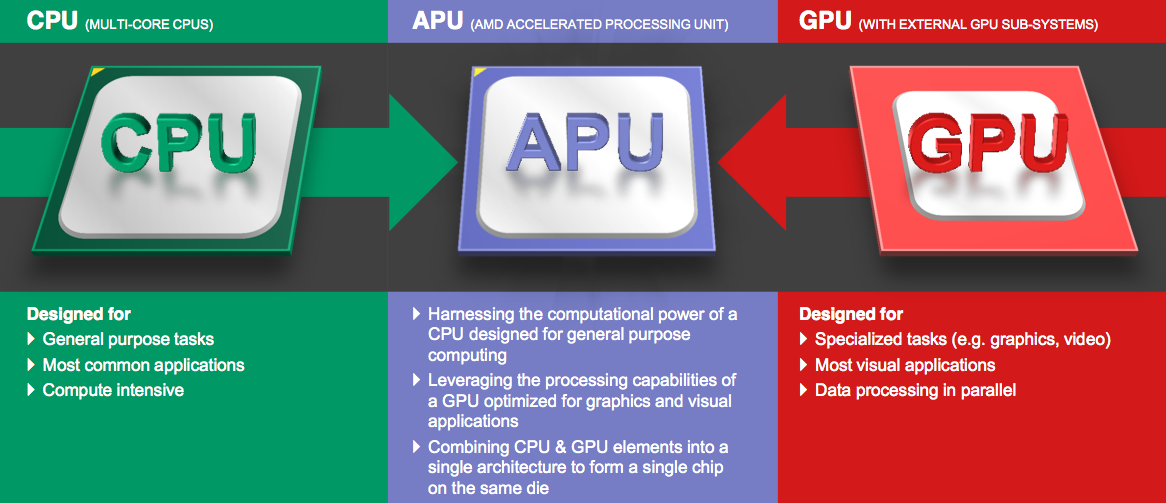 CPU (MULTI-CORE CPUS)
APU (AMD ACCELERATED PROCESSING UNIT)
GPU (WITH EXTERNAL GPU SUB-SYSTEMS)
CPU
APU
GPU
Designed for
General purpose tasks
Most common applications
Compute intensive
Harnessing the computational power of a
CPU designed for general purpose
computing
Leveraging the processing capabilities of
a GPU optimized for graphics and visual
applications
Combining CPU & GPU elements into a
single architecture to form a single chip
on the same die
Designed for
Specialized tasks (e.g. graphics, video)
Most visual applications
Data processing in parallel